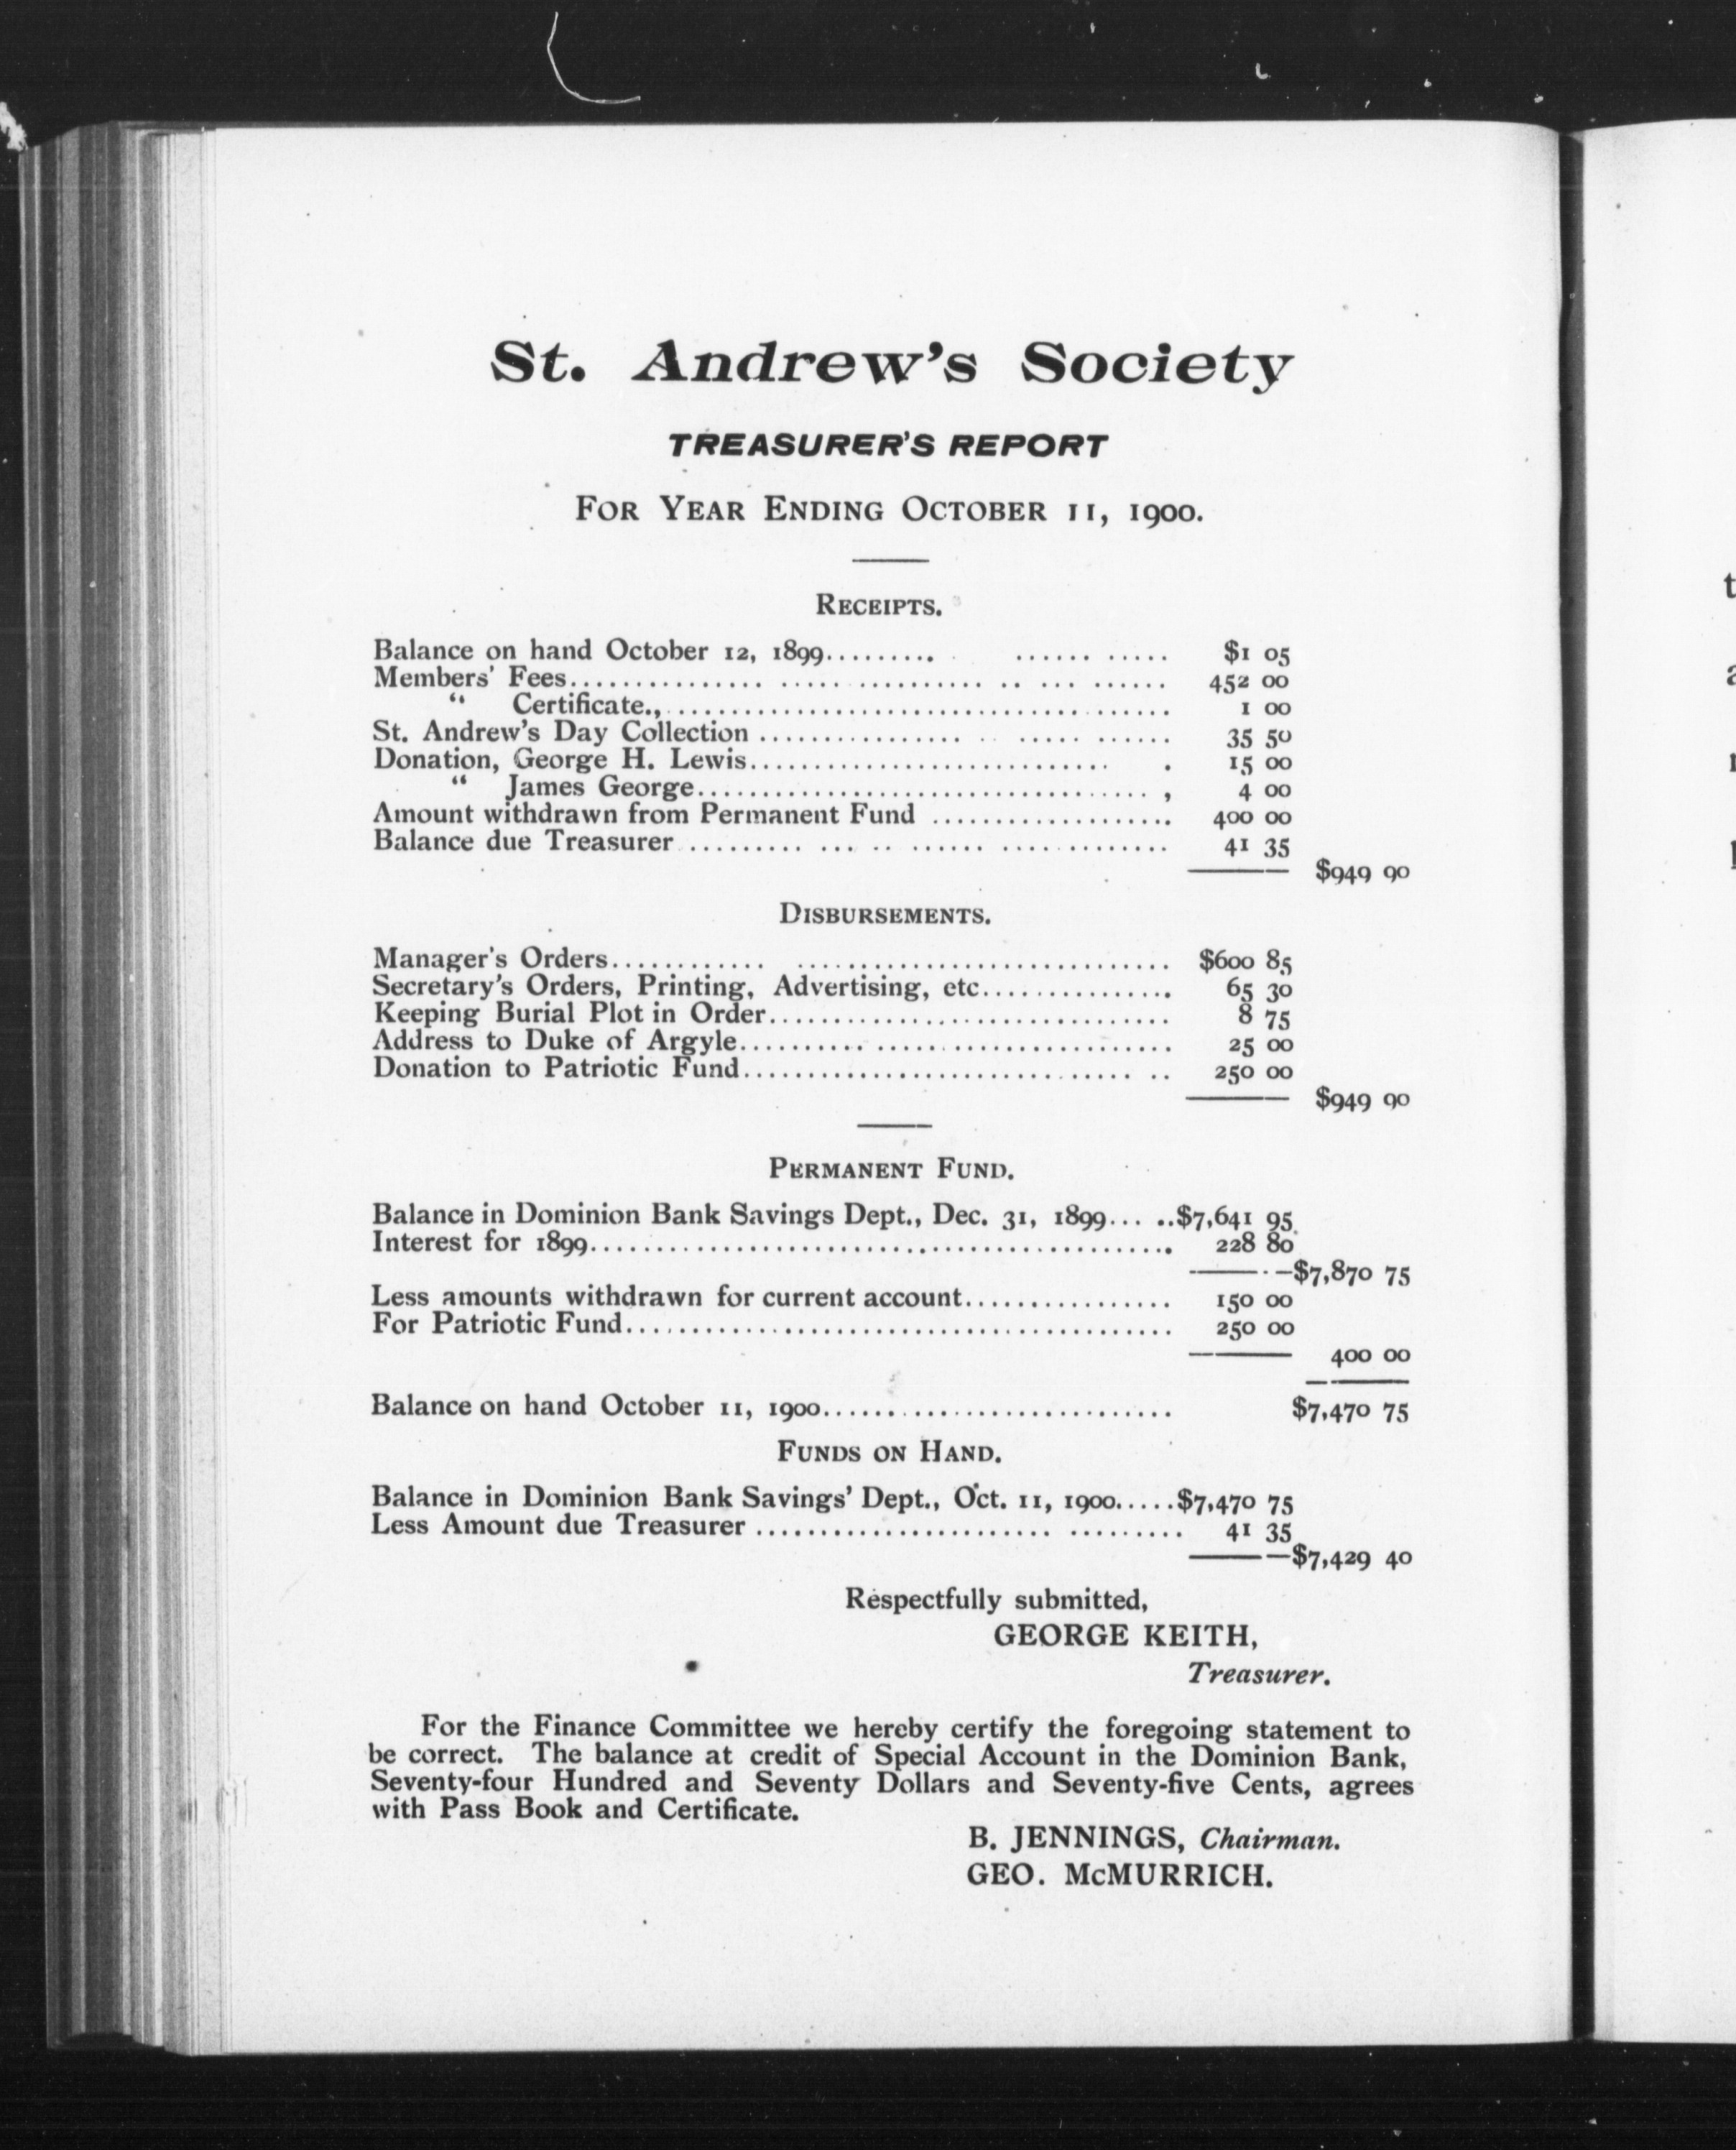 St. Andrew's Society
TREASURER'S REPORT
FOR YEAR ENDING OCTOBER 11, 1900.
RECEIPTS.
Balance on hand October 12, 1899......... ...... ..... $1 05
Members' Fees............... ..... ............ .. ... ...... 452 00
“ Certificate., ...................................... 1 00
St. Andrew's Day Collection ................ .. ..... ...... 35 50
Donation, George H. Lewis........................... . 15 00
“ James George.................................. , 4 00
Amount withdrawn from Permanent Fund ................... 400 00
Balance due Treasurer ......... ... .. ...... ............. 41 35
$949 90
DISBURSEMENTS.
Manager's Orders............ ............................ $600 85
Secretary's Orders, Printing, Advertising, etc............... 65 30
Keeping Burial Plot in Order............................... 8 75
Address to Duke of Argyle................................. 25 00
Donation to Patriotic Fund.............................. .. 250 00
$949 90
PERMANENT FUND.
Balance in Dominion Bank Savings Dept., Dec. 31, 1899... ..$7,641 95
Interest for 1899............................................ 228 80
$7,870 75
Less amounts withdrawn for current account................ 150 00
For Patriotic Fund.......................................... 250 00
400 00
Balance on hand October 11, 1900........................... $7,470 75
FUNDS ON HAND.
Balance in Dominion Bank Savings' Dept., Oct. 11, 1900.....$7,470 75
Less Amount due Treasurer ...................... ......... 41 35
$7,429 40
Respectfully submitted,
GEORGE KEITH,
Treasurer.
For the Finance Committee we hereby certify the foregoing statement to
be correct. The balance at credit of Special Account in the Dominion Bank,
Seventy-four Hundred and Seventy Dollars and Seventy-five Cents, agrees
with Pass Book and Certificate.
B. JENNINGS, Chairman.
GEO. McMURRICH.